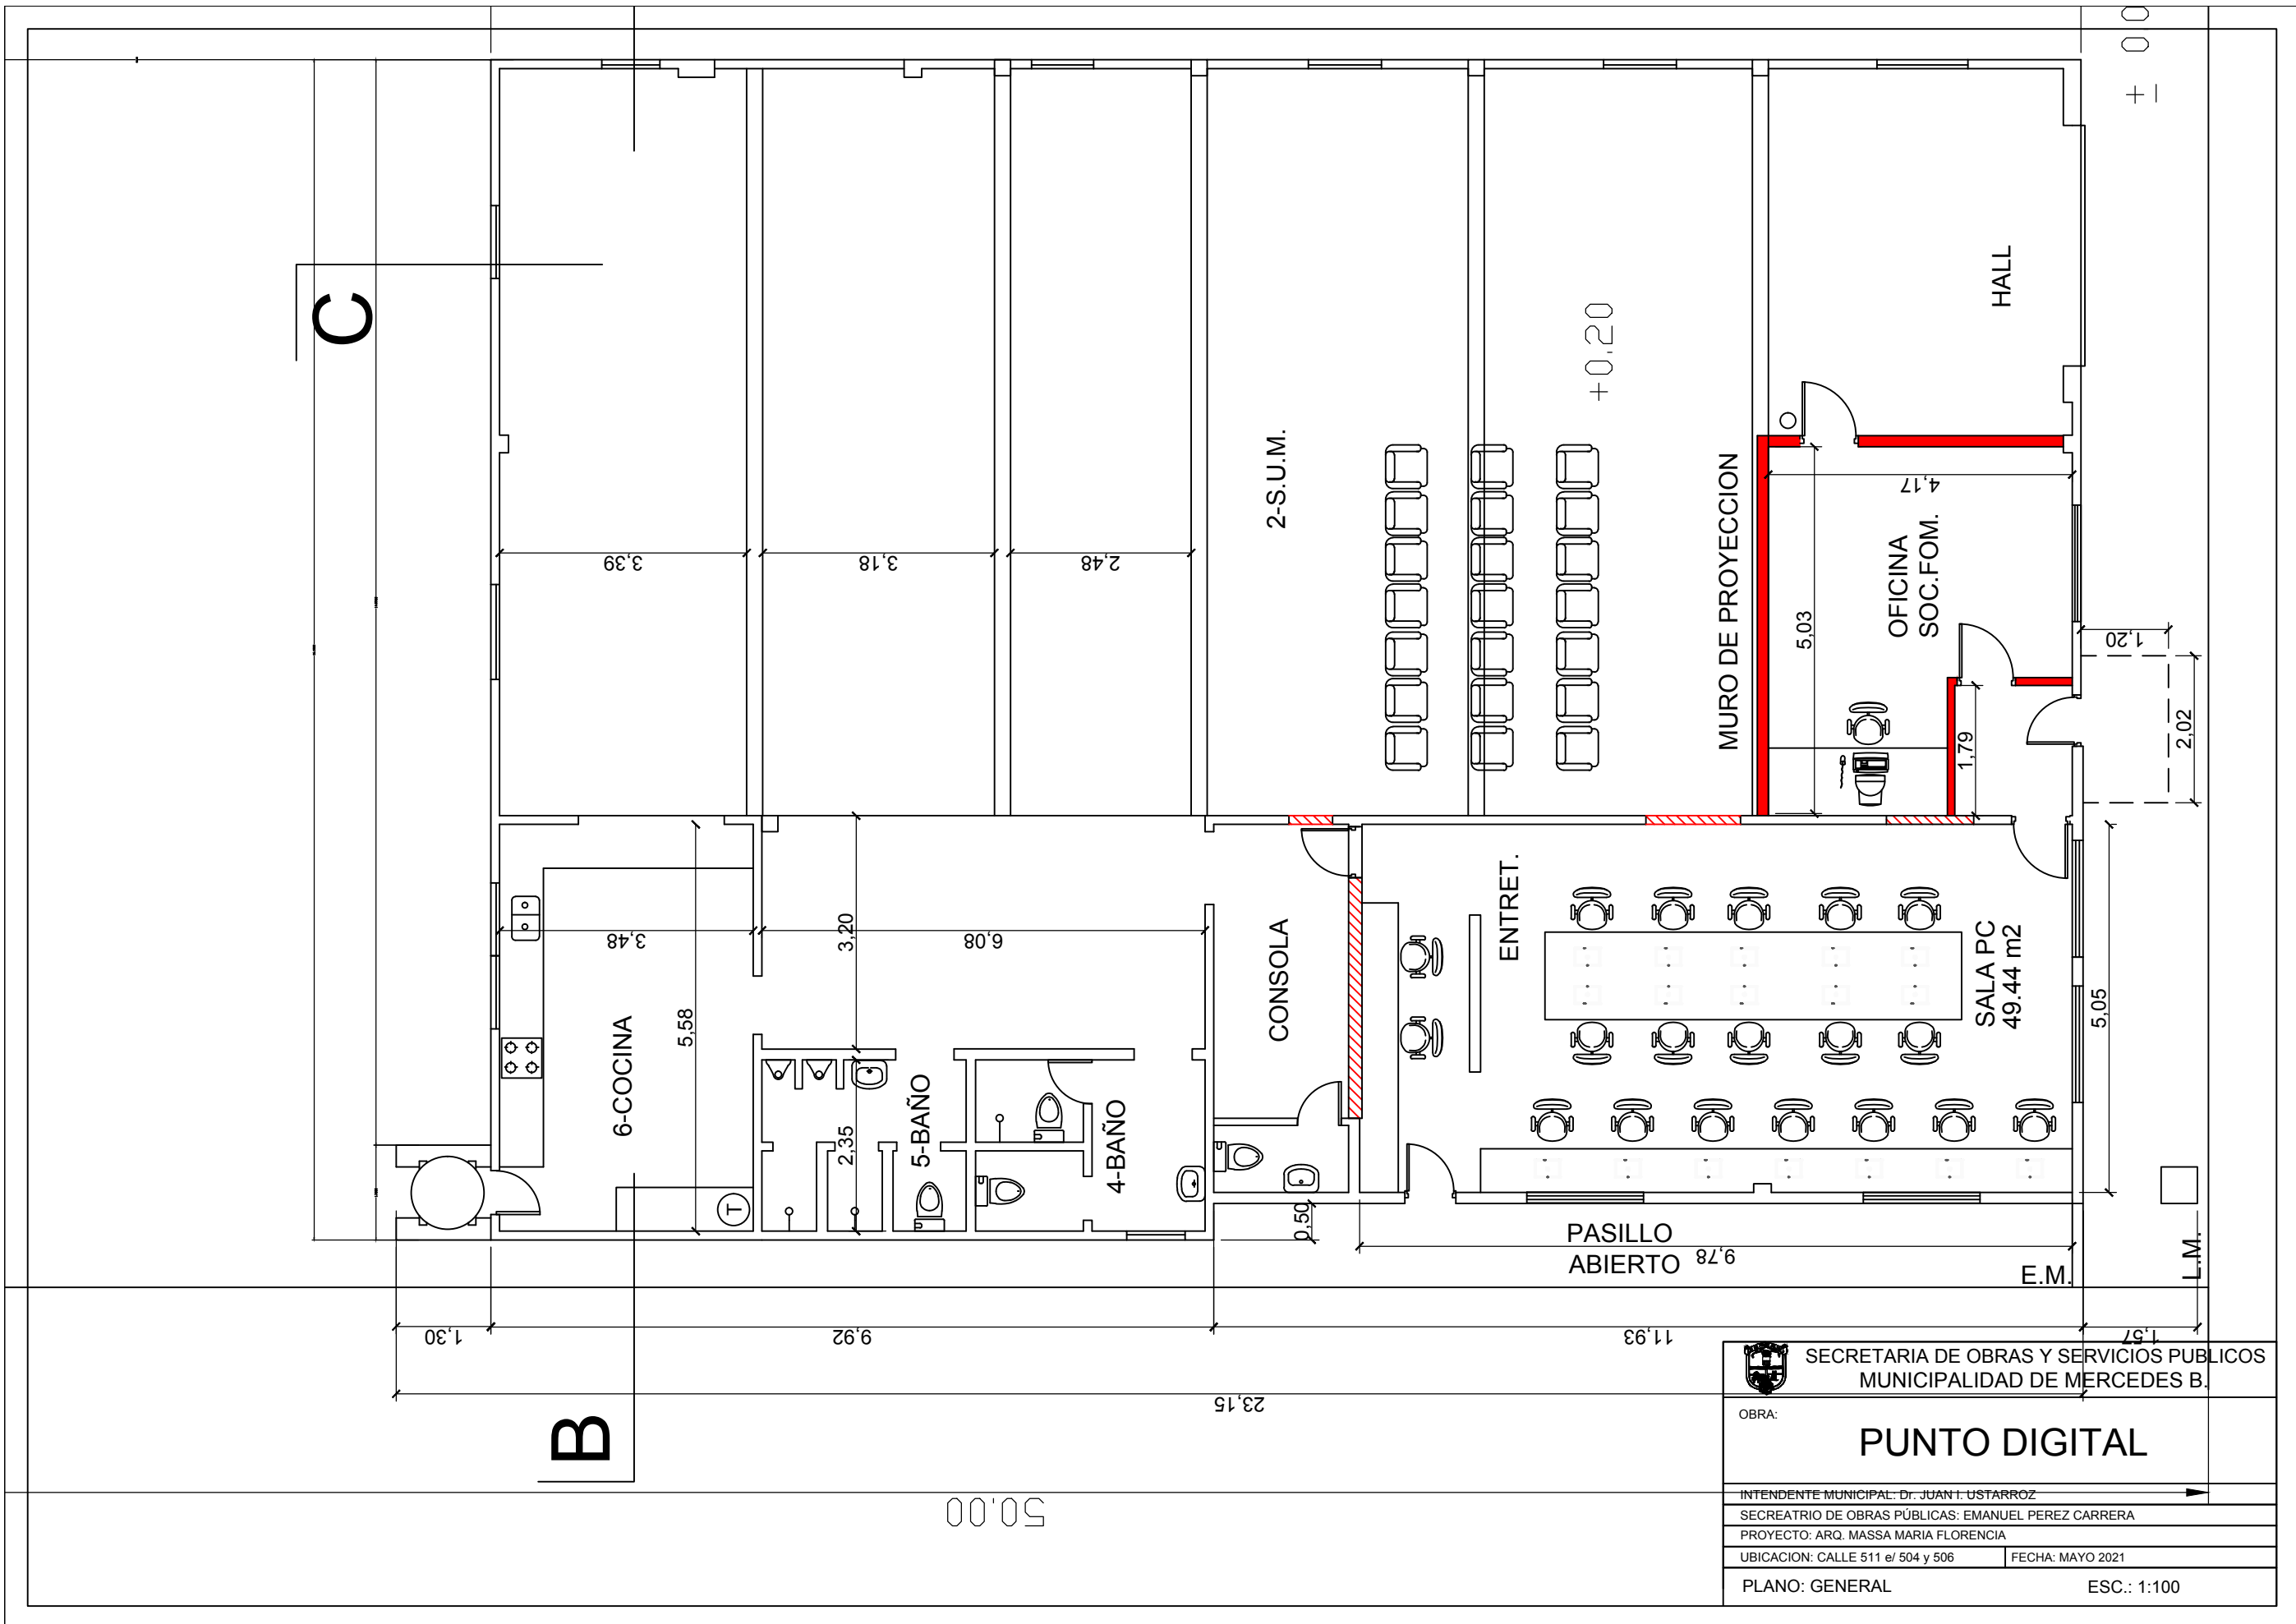 C
B
+0,20
2-S.U.M.
MURO DE PROYECCION
HALL
OFICINA
SOC.FOM.
4,17
5,03
1,79
1,20
2,02
3,39
3,18
2,48
3,48
5,58
3,20
6,08
2,35
6-COCINA
T
5-BAÑO
4-BAÑO
CONSOLA
ENTRET.
SALA PC
49.44 m2
5,05
0,50
PASILLO
ABIERTO
9,78
E.M.
L.M.
1,30
9,92
11,93
1,57
23,15
50.00
SECRETARIA DE OBRAS Y SERVICIOS PUBLICOS
MUNICIPALIDAD DE MERCEDES B.
OBRA:
PUNTO DIGITAL
INTENDENTE MUNICIPAL: Dr. JUAN I. USTARROZ
SECREATRIO DE OBRAS PÚBLICAS: EMANUEL PEREZ CARRERA
PROYECTO: ARQ. MASSA MARIA FLORENCIA
UBICACION: CALLE 511 e/ 504 y 506
FECHA: MAYO 2021
PLANO: GENERAL
ESC.: 1:100